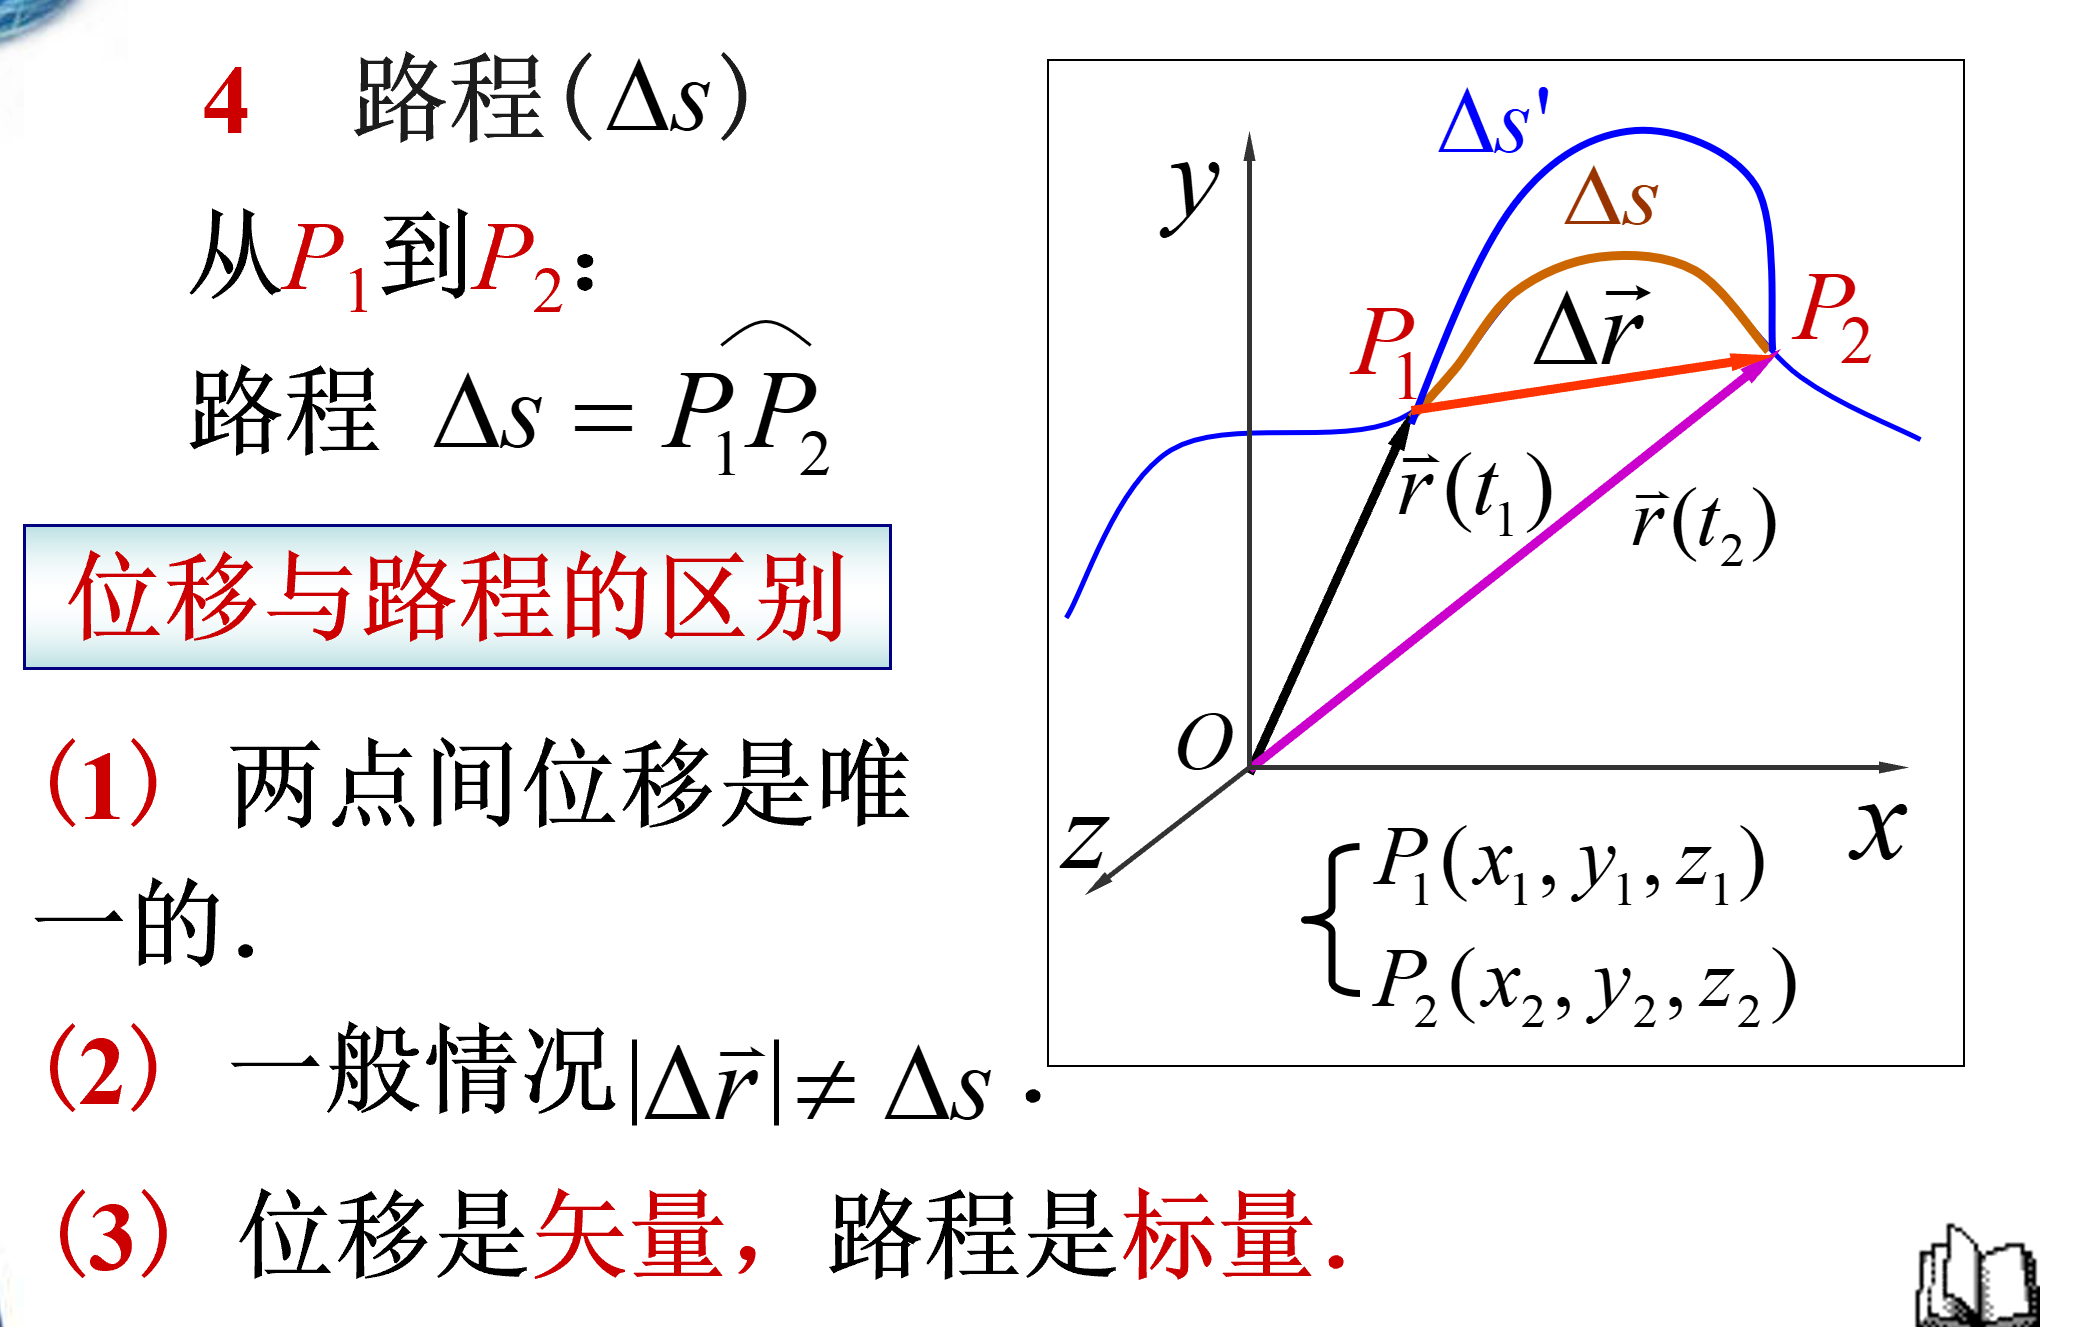 4 路程(Δs)
从P₁到P₂：
路程 Δs = P₁P₂
位移与路程的区别
(1) 两点间位移是唯
一的.
(2) 一般情况|Δr⃗|≠ Δs .
(3) 位移是矢量，路程是标量.
Δs'
Δs
y
P₁
Δr⃗
P₂
r⃗(t₁)
r⃗(t₂)
O
z
x
P₁(x₁, y₁, z₁)
P₂(x₂, y₂, z₂)